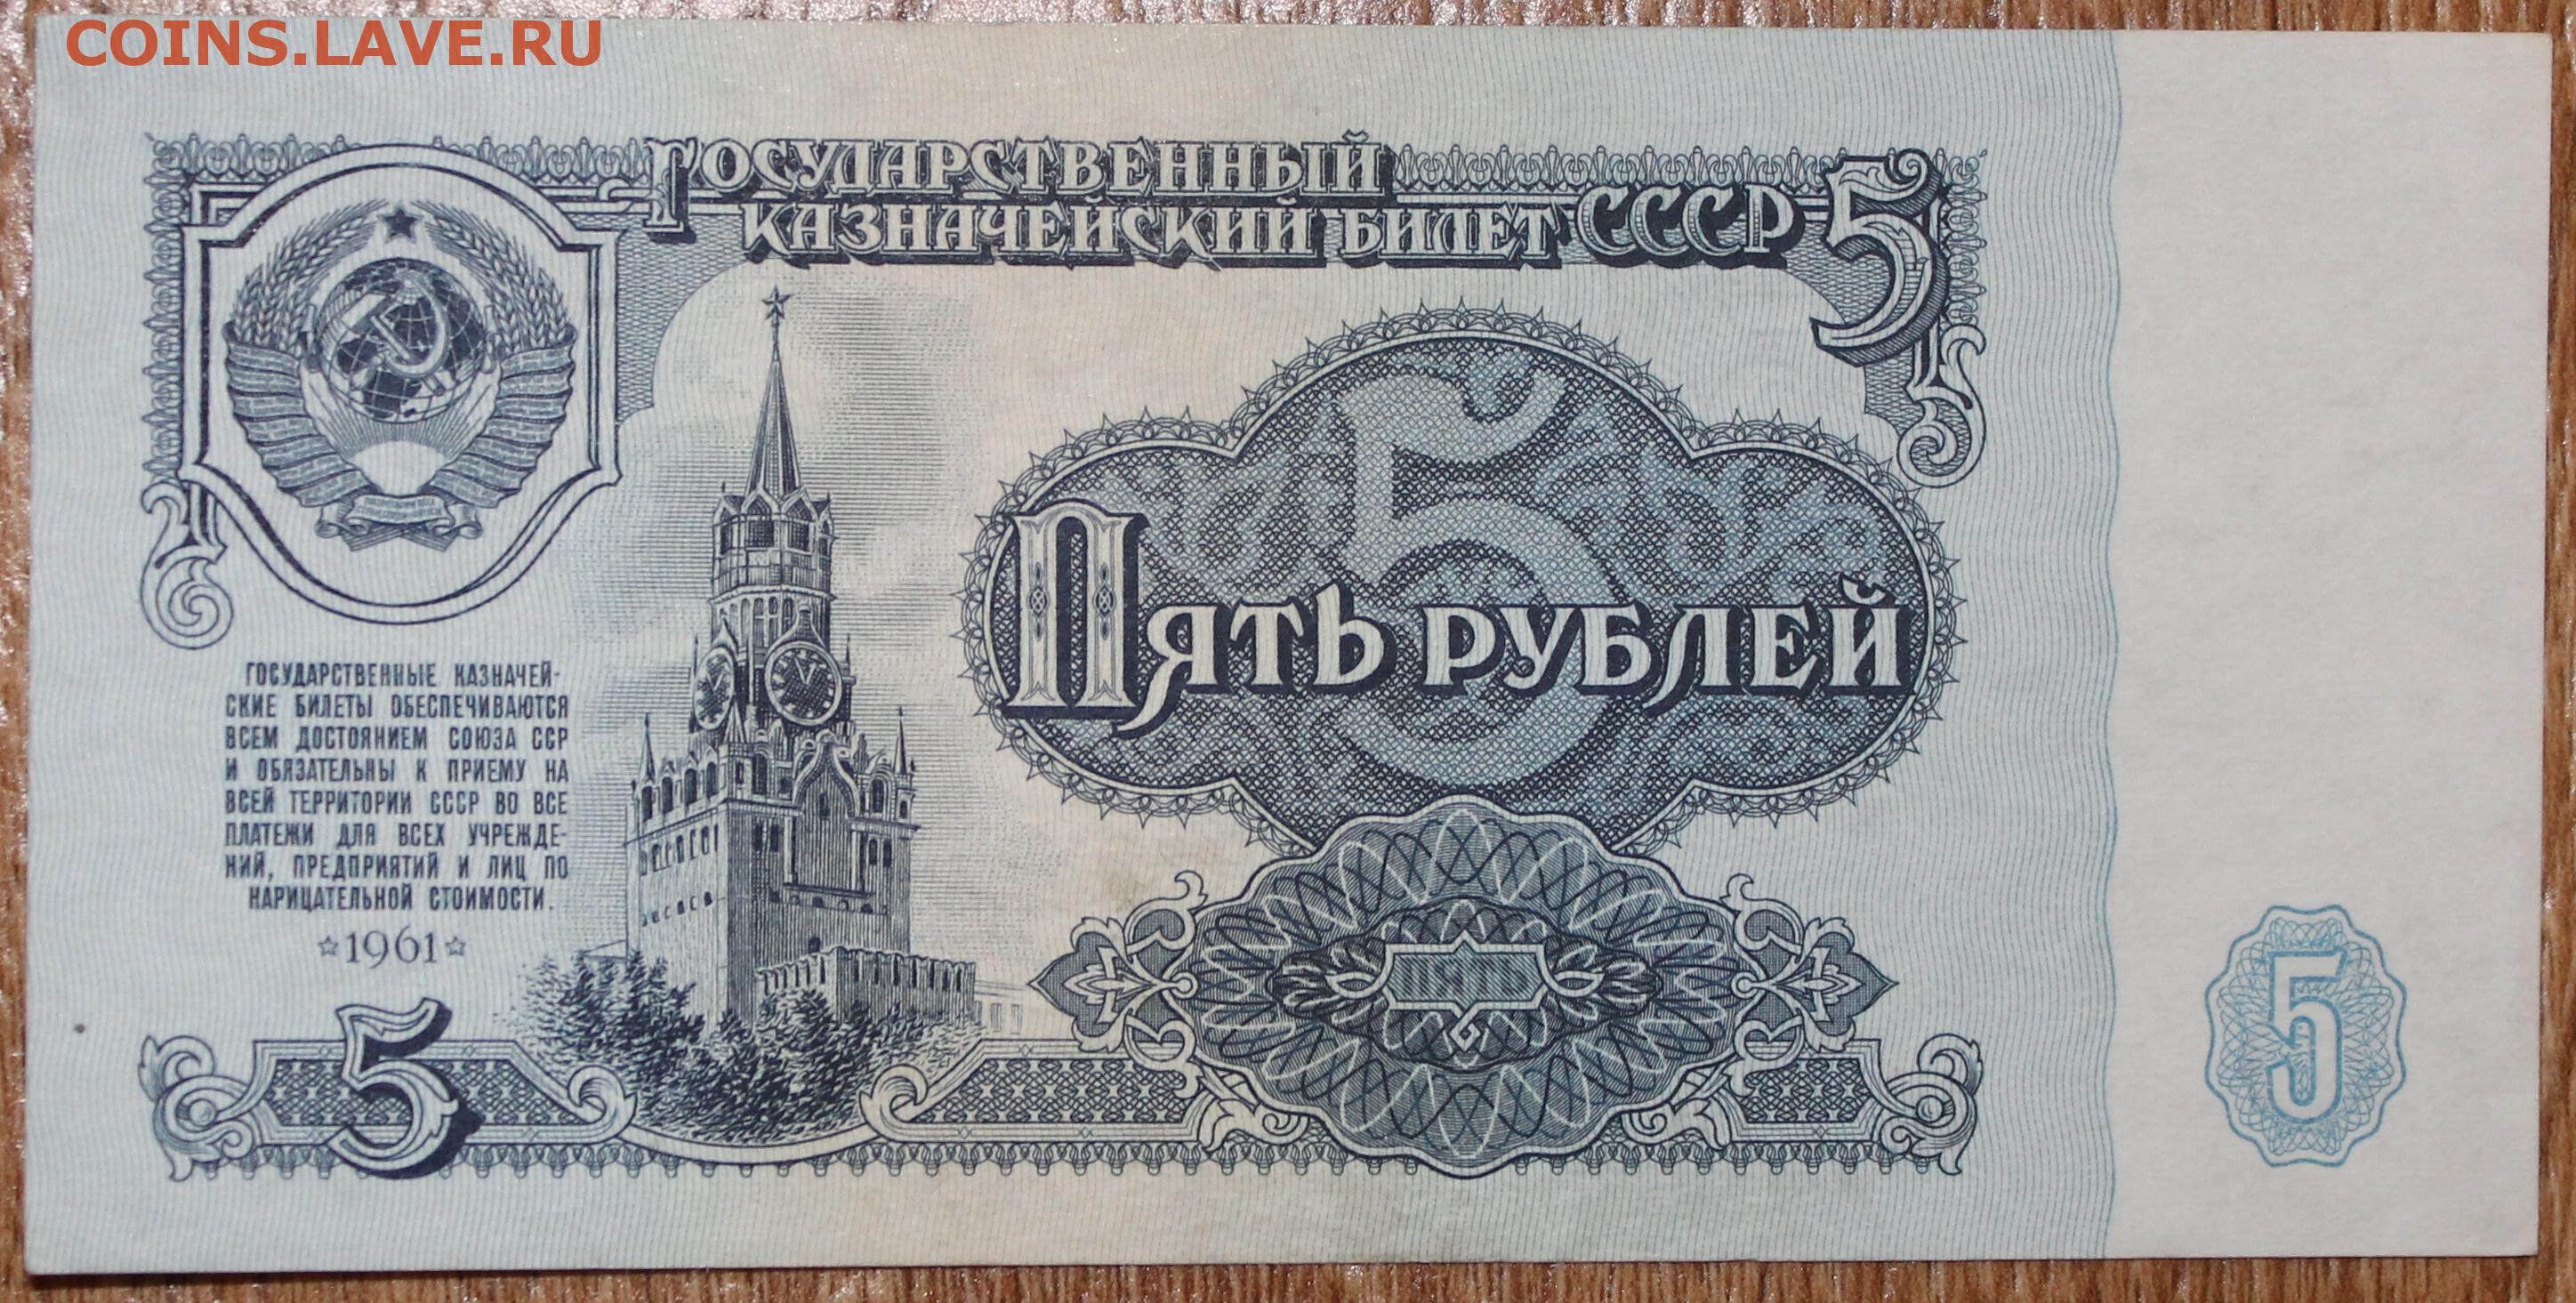 COINS.LAVE.RU
ГОСУДАРСТВЕННЫЙ
КАЗНАЧЕЙСКИЙ БИЛЕТ СССР 5
5
ПЯТЬ РУБЛЕЙ
ГОСУДАРСТВЕННЫЕ КАЗНАЧЕЙ-
СКИЕ БИЛЕТЫ ОБЕСПЕЧИВАЮТСЯ
ВСЕМ ДОСТОЯНИЕМ СОЮЗА ССР
И ОБЯЗАТЕЛЬНЫ К ПРИЕМУ НА
ВСЕЙ ТЕРРИТОРИИ СССР ВО ВСЕ
ПЛАТЕЖИ ДЛЯ ВСЕХ УЧРЕЖДЕ-
НИЙ, ПРЕДПРИЯТИЙ И ЛИЦ ПО
НАРИЦАТЕЛЬНОЙ СТОИМОСТИ.
☆1961☆
ПЯТЬ
5
5